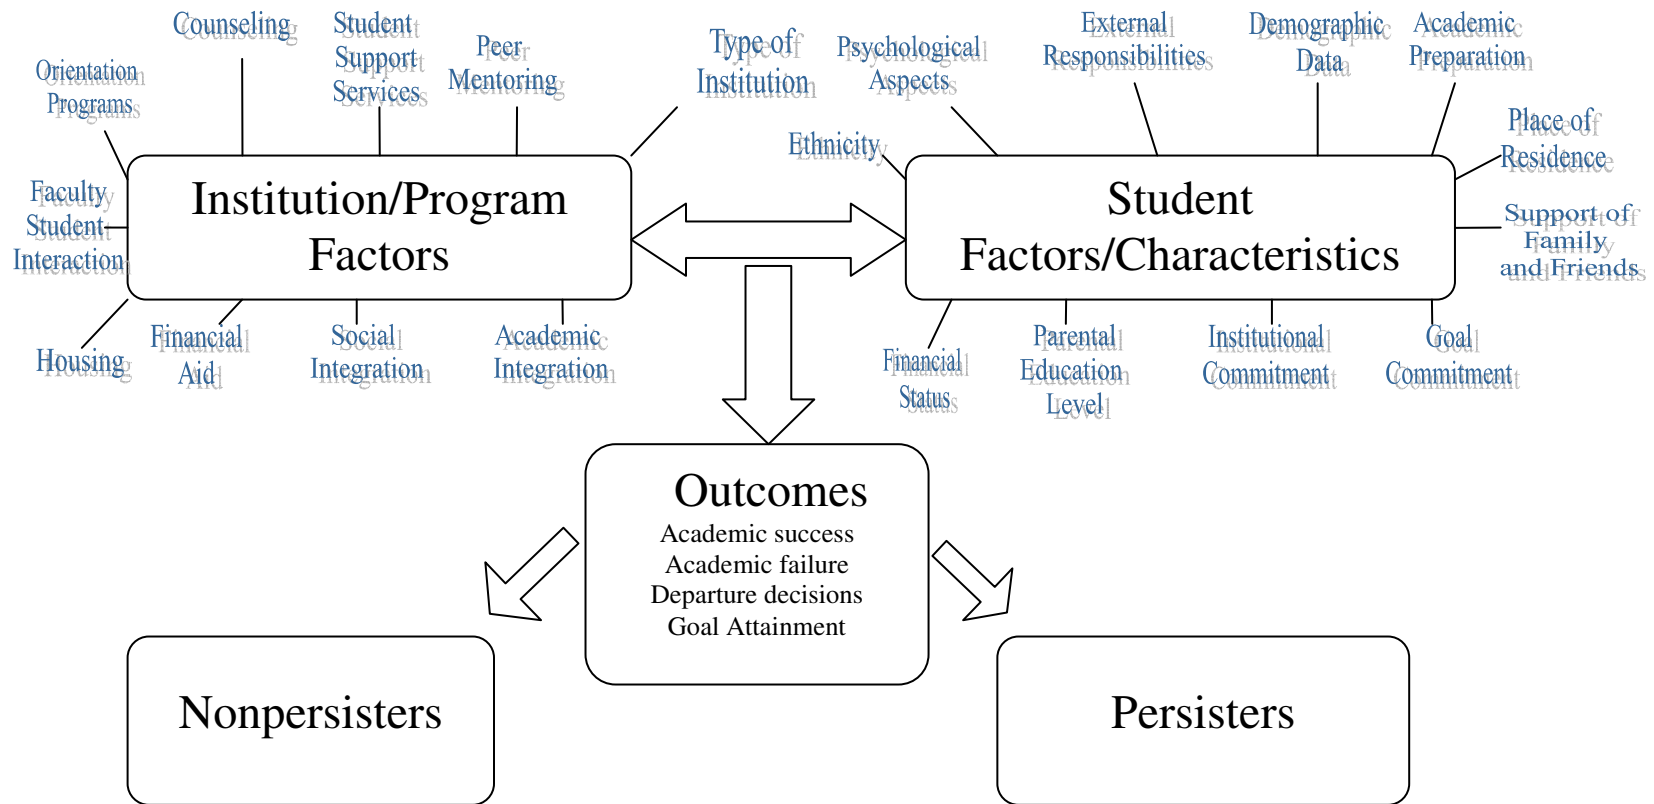 Counseling
Student
Support
Services
Peer
Mentoring
Type of
Institution
Psychological
Aspects
External
Responsibilities
Demographic
Data
Academic
Preparation
Orientation
Programs
Ethnicity
Place of
Residence
Faculty
Student
Interaction
Institution/Program
Factors
Student
Factors/Characteristics
Support of
Family
and Friends
Housing
Financial
Aid
Social
Integration
Academic
Integration
Financial
Status
Parental
Education
Level
Institutional
Commitment
Goal
Commitment
Outcomes
Academic success
Academic failure
Departure decisions
Goal Attainment
Nonpersisters
Persisters